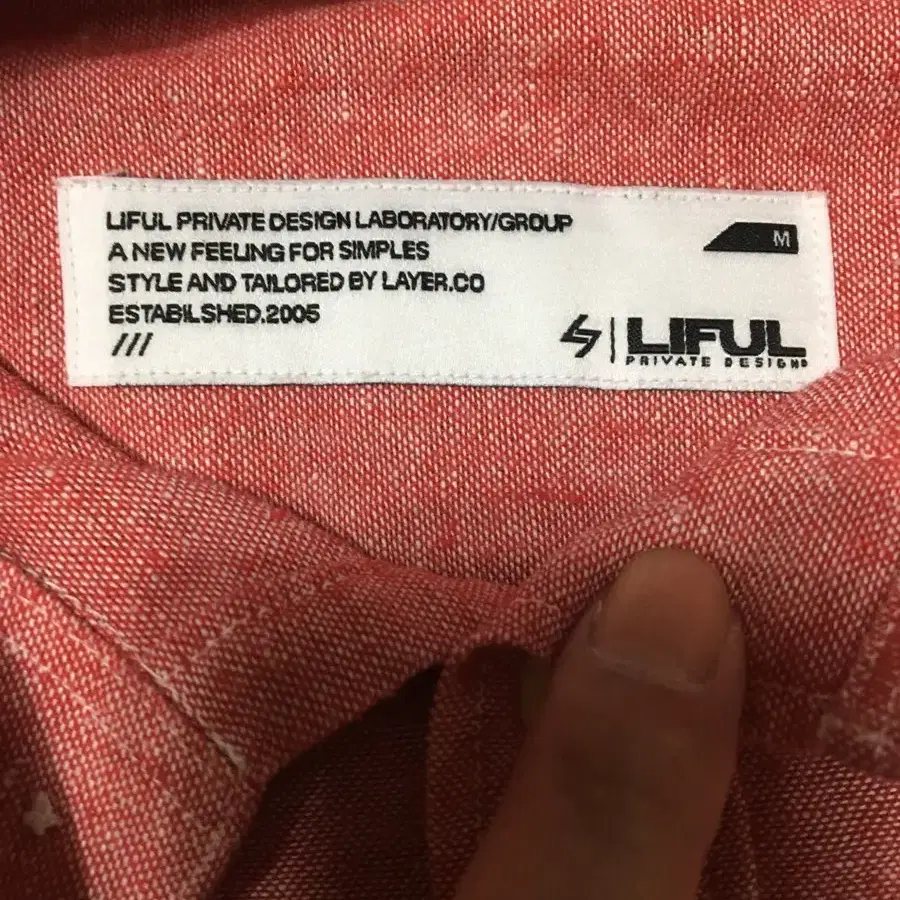 LIFUL PRIVATE DESIGN LABORATORY/GROUP
A NEW FEELING FOR SIMPLES
STYLE AND TAILORED BY LAYER.CO
ESTABILSHED.2005
///
M
LIFUL
PRIVATE DESIGND